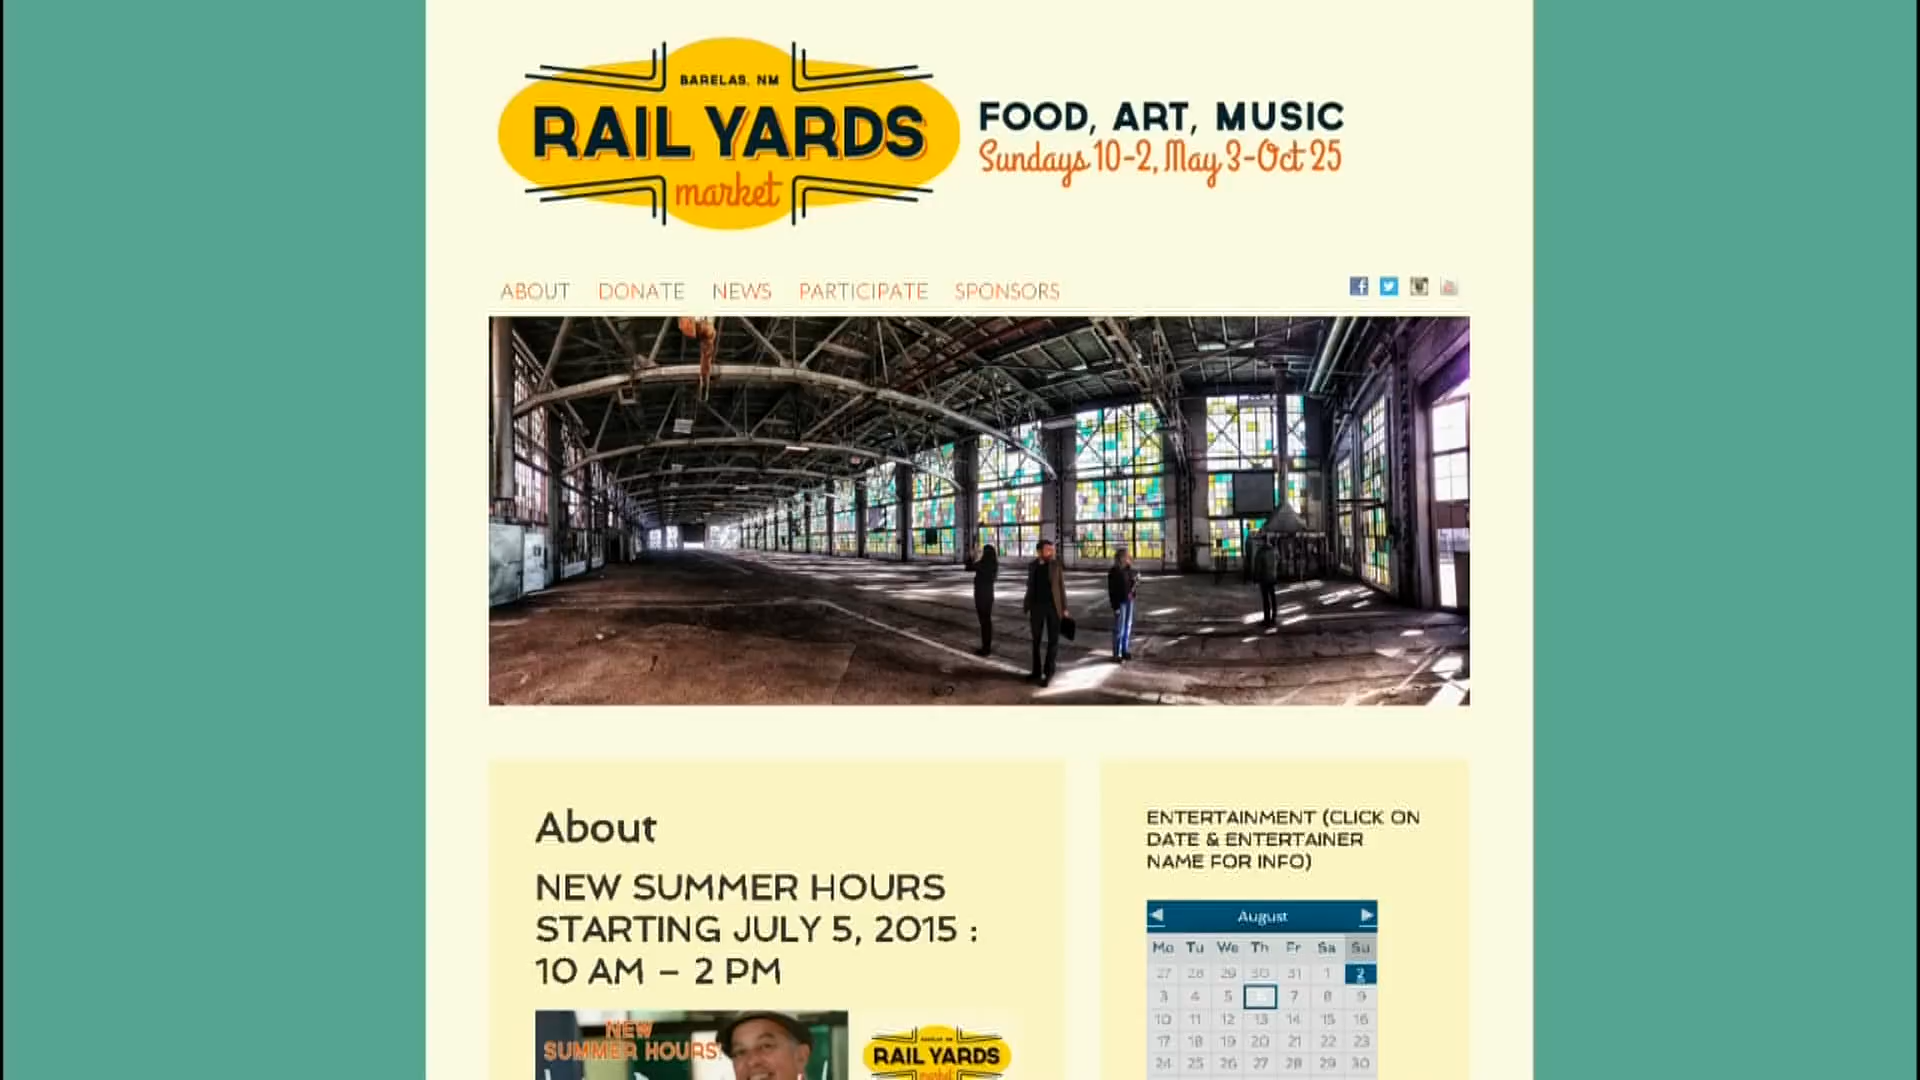 BARELAS, NM
RAIL YARDS
market
FOOD, ART, MUSIC
Sundays 10-2, May 3-Oct 25
ABOUT DONATE NEWS PARTICIPATE SPONSORS
About
NEW SUMMER HOURS
STARTING JULY 5, 2015 :
10 AM – 2 PM
NEW
SUMMER HOURS!
RAIL YARDS
market
ENTERTAINMENT (CLICK ON
DATE & ENTERTAINER
NAME FOR INFO)
August
Mo Tu We Th Fr Sa Su
27 28 29 30 31 1 2
3 4 5 6 7 8 9
10 11 12 13 14 15 16
17 18 19 20 21 22 23
24 25 26 27 28 29 30